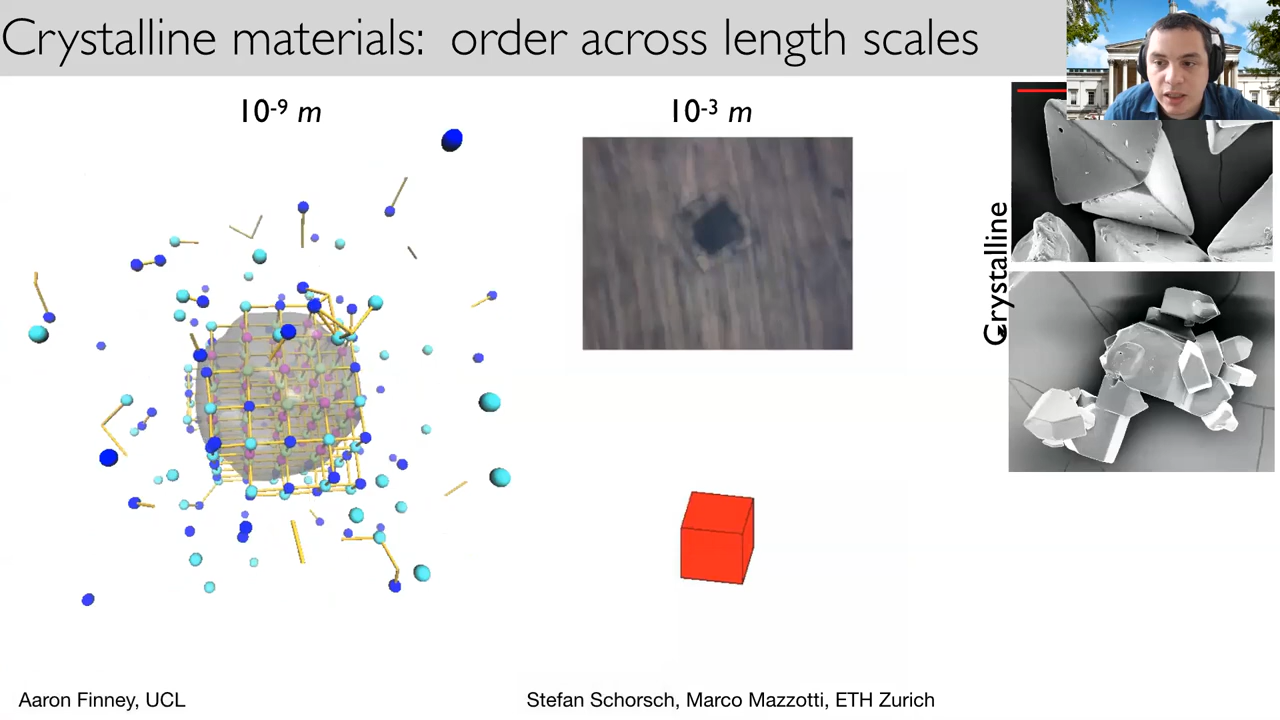 Crystalline materials:  order across length scales
10-9 m
10-3 m
Crystalline
Aaron Finney, UCL
Stefan Schorsch, Marco Mazzotti, ETH Zurich